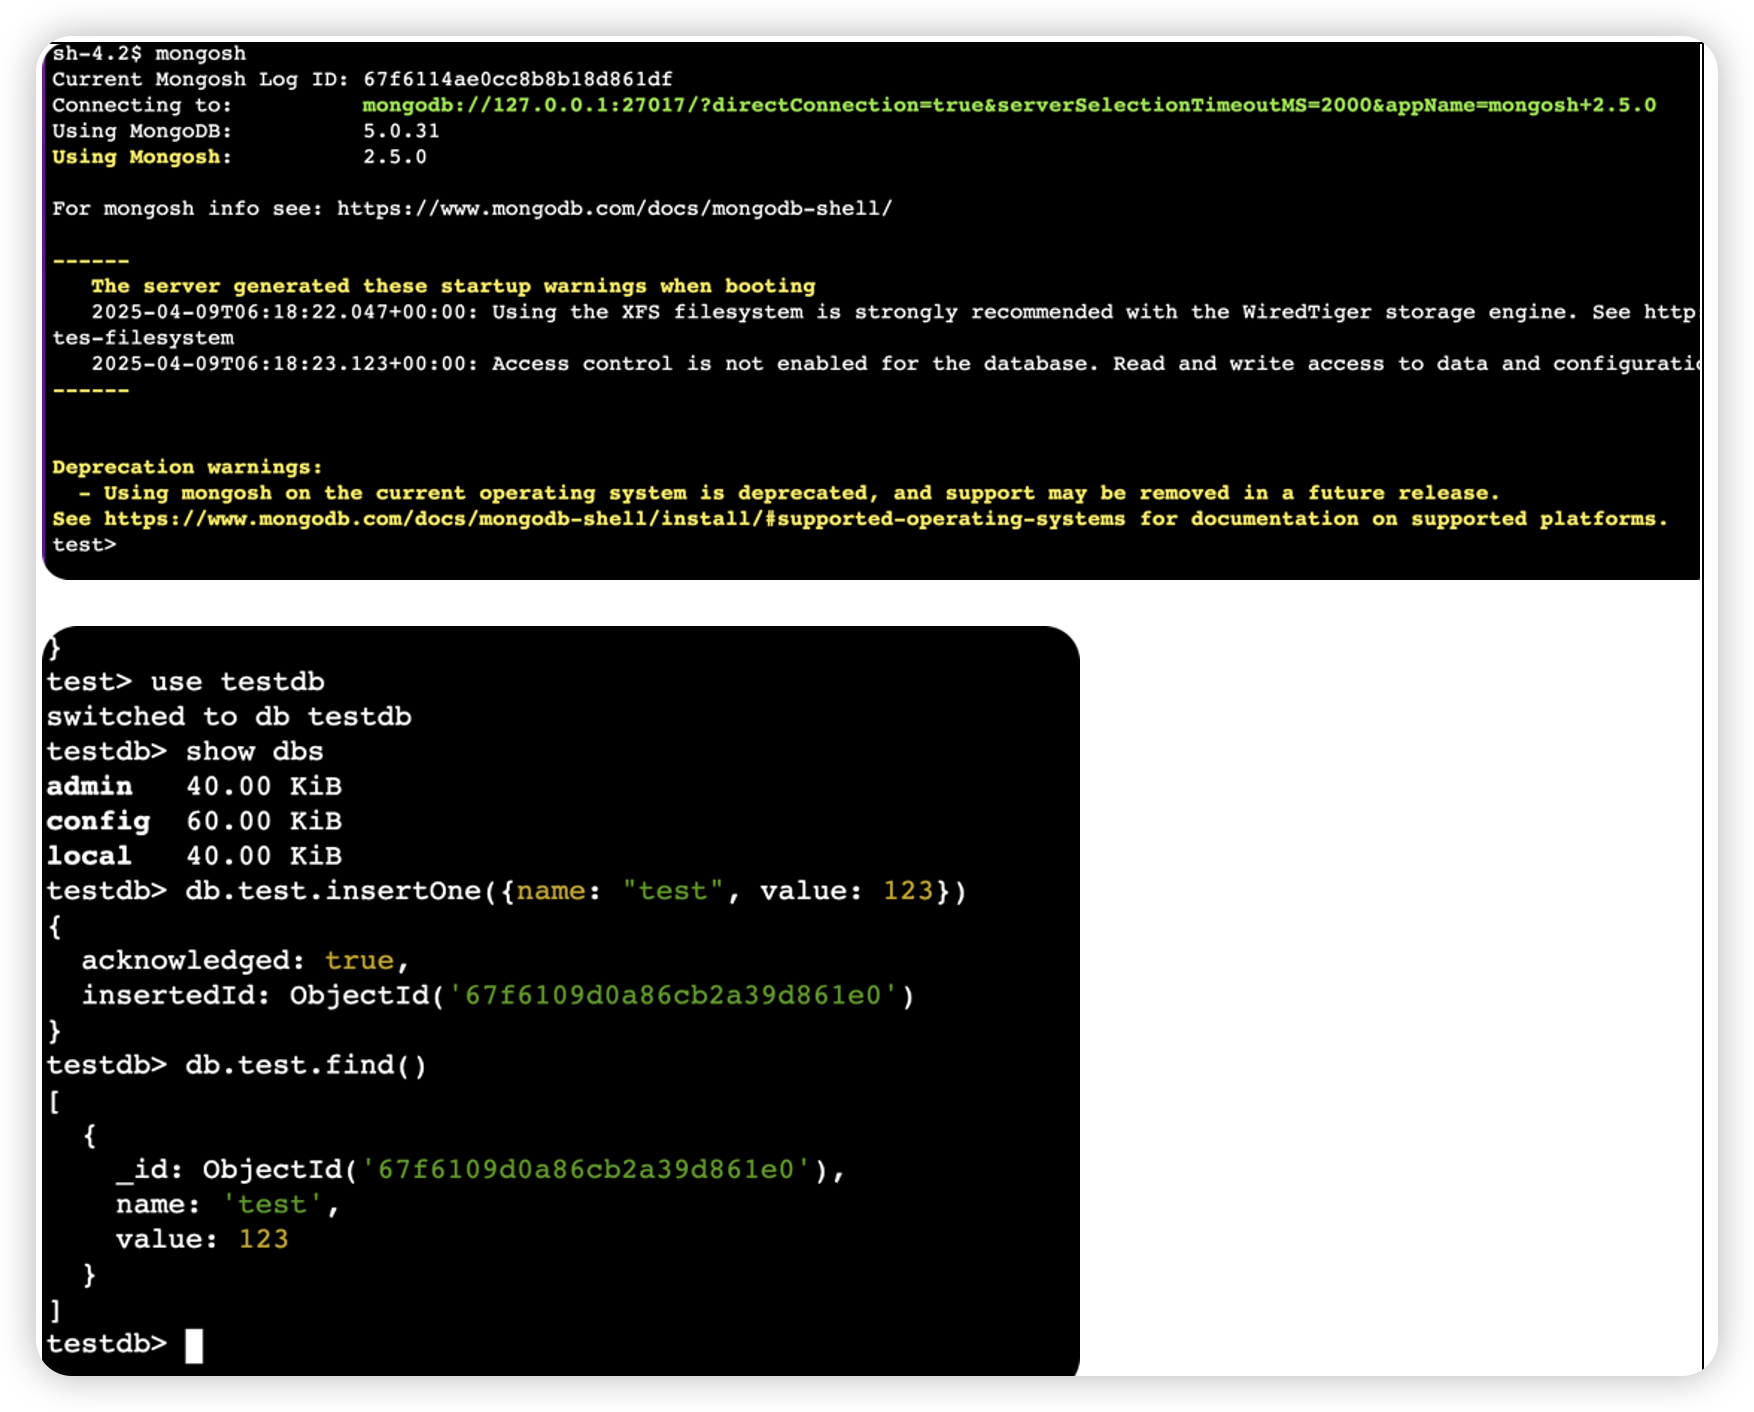 sh-4.2$ mongosh
Current Mongosh Log ID: 67f6114ae0cc8b8b18d861df
Connecting to:          mongodb://127.0.0.1:27017/?directConnection=true&serverSelectionTimeoutMS=2000&appName=mongosh+2.5.0
Using MongoDB:          5.0.31
Using Mongosh:          2.5.0
For mongosh info see: https://www.mongodb.com/docs/mongodb-shell/
------
   The server generated these startup warnings when booting
   2025-04-09T06:18:22.047+00:00: Using the XFS filesystem is strongly recommended with the WiredTiger storage engine. See http
tes-filesystem
   2025-04-09T06:18:23.123+00:00: Access control is not enabled for the database. Read and write access to data and configuratio
------
Deprecation warnings:
  - Using mongosh on the current operating system is deprecated, and support may be removed in a future release.
See https://www.mongodb.com/docs/mongodb-shell/install/#supported-operating-systems for documentation on supported platforms.
test>
}
test> use testdb
switched to db testdb
testdb> show dbs
admin   40.00 KiB
config  60.00 KiB
local   40.00 KiB
testdb> db.test.insertOne({name: "test", value: 123})
{
  acknowledged: true,
  insertedId: ObjectId('67f6109d0a86cb2a39d861e0')
}
testdb> db.test.find()
[
  {
    _id: ObjectId('67f6109d0a86cb2a39d861e0'),
    name: 'test',
    value: 123
  }
]
testdb>